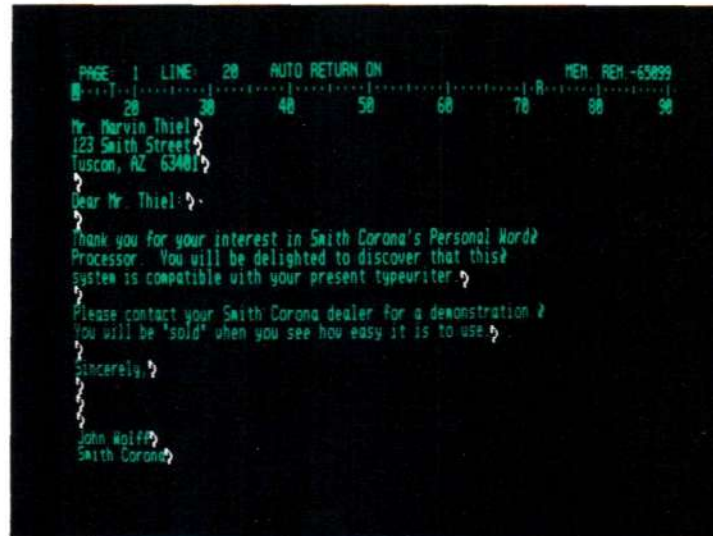 PAGE: 1 LINE: 20 AUTO RETURN ON MEM. REM.-65099
R
20 30 40 50 60 70 80 90
Mr. Marvin Thiel
123 Smith Street
Tuscon, AZ 63401
Dear Mr. Thiel:
Thank you for your interest in Smith Corona's Personal Word
Processor. You will be delighted to discover that this
system is compatible with your present typewriter.
Please contact your Smith Corona dealer for a demonstration
You will be "sold" when you see how easy it is to use.
Sincerely,
John Wolff
Smith Corona